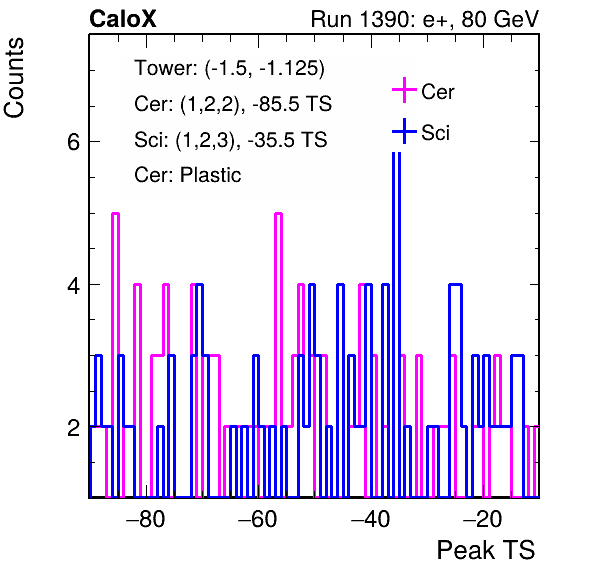 CaloX Run 1390: e+, 80 GeV
Counts
Tower: (-1.5, -1.125)
Cer: (1,2,2), -85.5 TS
Sci: (1,2,3), -35.5 TS
Cer: Plastic
Cer
Sci
6
4
2
−80 −60 −40 −20
Peak TS